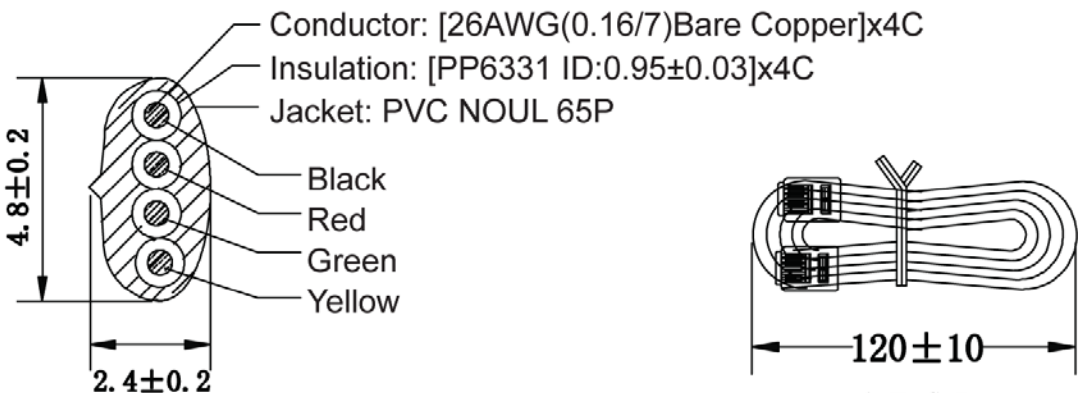 Conductor: [26AWG(0.16/7)Bare Copper]x4C
Insulation: [PP6331 ID:0.95±0.03]x4C
Jacket: PVC NOUL 65P
4.8±0.2
Black
Red
Green
Yellow
2.4±0.2
120±10